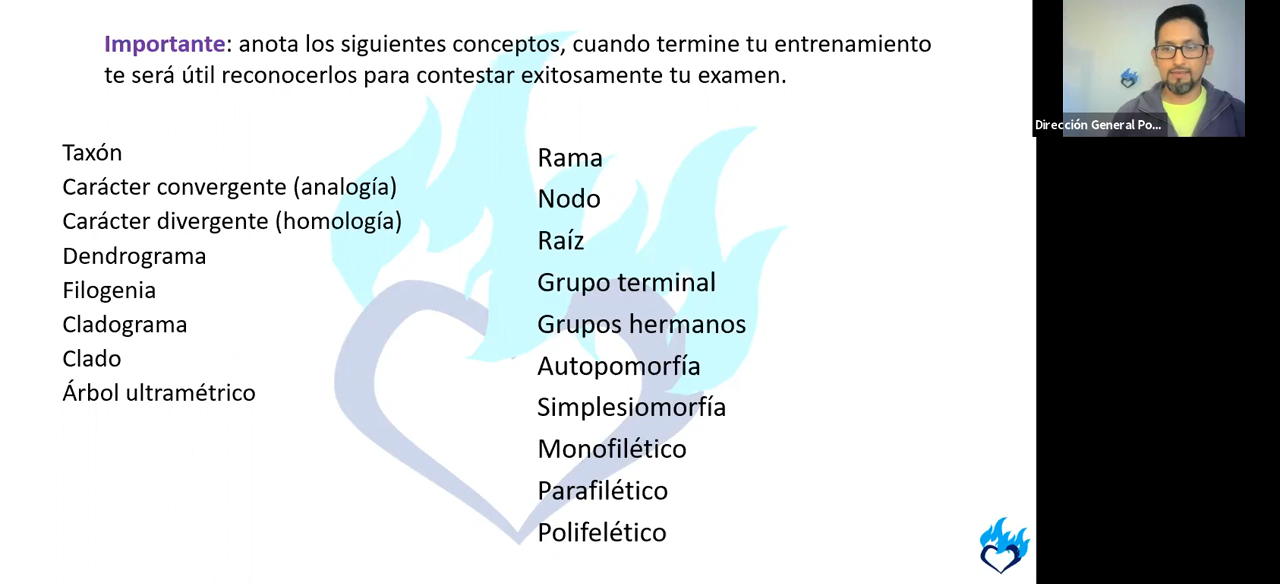 Importante: anota los siguientes conceptos, cuando termine tu entrenamiento
te será útil reconocerlos para contestar exitosamente tu examen.
Taxón
Carácter convergente (analogía)
Carácter divergente (homología)
Dendrograma
Filogenia
Cladograma
Clado
Árbol ultramétrico
Rama
Nodo
Raíz
Grupo terminal
Grupos hermanos
Autopomorfía
Simplesiomorfía
Monofilético
Parafilético
Polifelético
Dirección General Po...